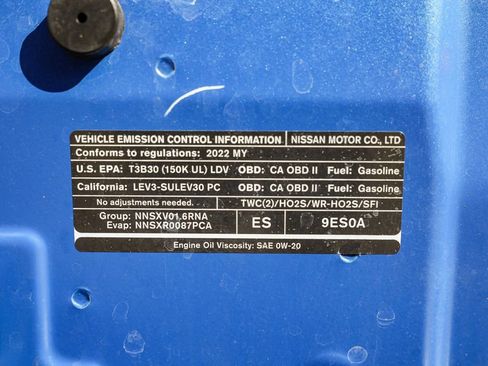 VEHICLE EMISSION CONTROL INFORMATION NISSAN MOTOR CO., LTD
Conforms to regulations: 2022 MY
U.S. EPA: T3B30 (150K UL) LDV OBD: CA OBD II Fuel: Gasoline
California: LEV3-SULEV30 PC OBD: CA OBD II Fuel: Gasoline
No adjustments needed. TWC(2)/HO2S/WR-HO2S/SFI
Group: NNSXV01.6RNA
Evap: NNSXR0087PCA ES 9ES0A
Engine Oil Viscosity: SAE 0W-20